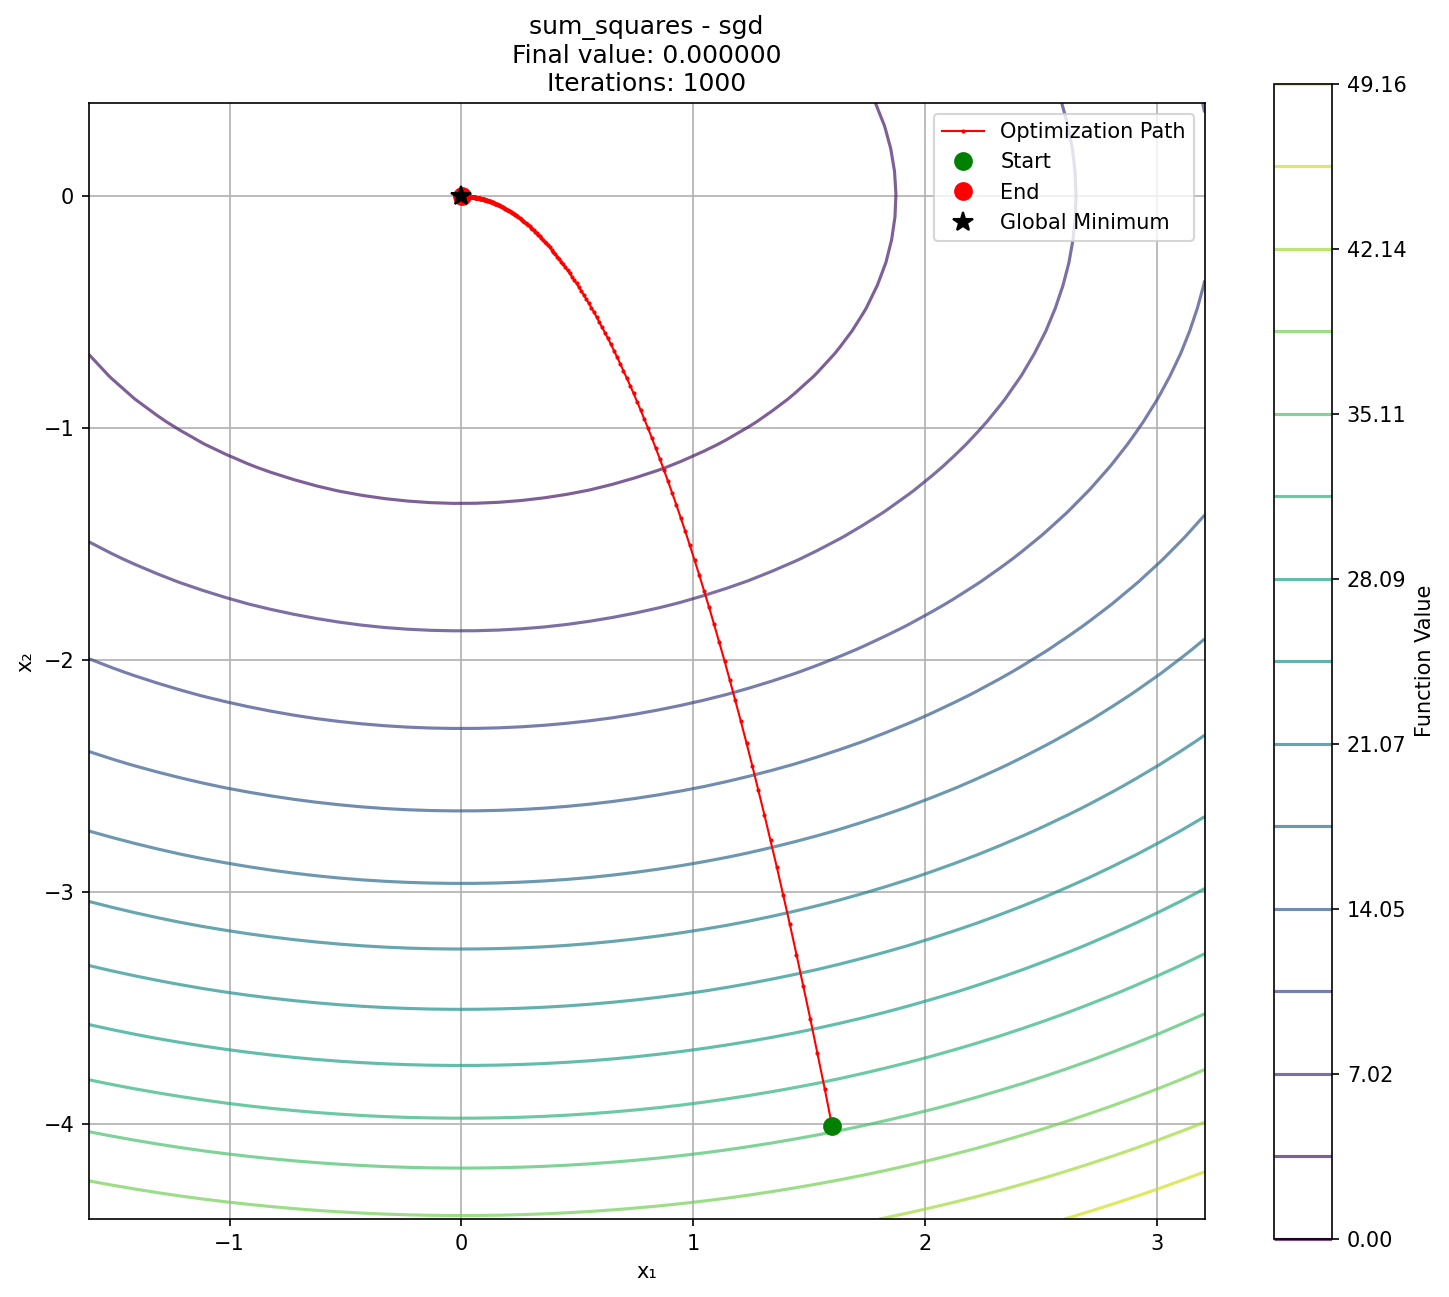 sum_squares - sgd
Final value: 0.000000
Iterations: 1000
Optimization Path
Start
End
Global Minimum
0
−1
−2
−3
−4
x₂
−1
0
1
2
3
x₁
49.16
42.14
35.11
28.09
21.07
14.05
7.02
0.00
Function Value